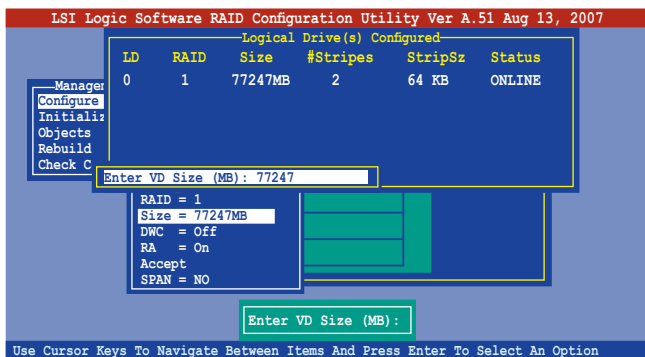 LSI Logic Software RAID Configuration Utility Ver A.51 Aug 13, 2007
Logical Drive(s) Configured
LD RAID Size #Stripes StripSz Status
0 1 77247MB 2 64 KB ONLINE
Manager
Configure
Initializ
Objects
Rebuild
Check C
Enter VD Size (MB): 77247
RAID = 1
Size = 77247MB
DWC = Off
RA = On
Accept
SPAN = NO
Enter VD Size (MB):
Use Cursor Keys To Navigate Between Items And Press Enter To Select An Option